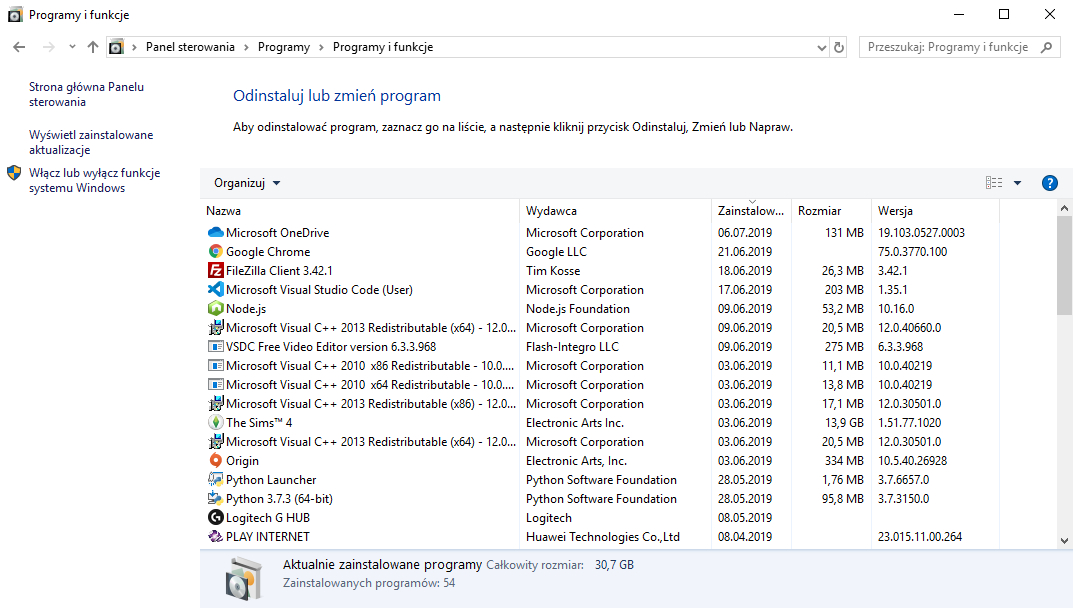 Programy i funkcje
Panel sterowania > Programy > Programy i funkcje
Przeszukaj: Programy i funkcje
Strona główna Panelu
sterowania
Wyświetl zainstalowane
aktualizacje
Włącz lub wyłącz funkcje
systemu Windows
Odinstaluj lub zmień program
Aby odinstalować program, zaznacz go na liście, a następnie kliknij przycisk Odinstaluj, Zmień lub Napraw.
Organizuj
Nazwa Wydawca Zainstalow... Rozmiar Wersja
Microsoft OneDrive Microsoft Corporation 06.07.2019 131 MB 19.103.0527.0003
Google Chrome Google LLC 21.06.2019 75.0.3770.100
FileZilla Client 3.42.1 Tim Kosse 18.06.2019 26,3 MB 3.42.1
Microsoft Visual Studio Code (User) Microsoft Corporation 17.06.2019 203 MB 1.35.1
Node.js Node.js Foundation 09.06.2019 53,2 MB 10.16.0
Microsoft Visual C++ 2013 Redistributable (x64) - 12.0... Microsoft Corporation 09.06.2019 20,5 MB 12.0.40660.0
VSDC Free Video Editor version 6.3.3.968 Flash-Integro LLC 09.06.2019 275 MB 6.3.3.968
Microsoft Visual C++ 2010 x86 Redistributable - 10.0.... Microsoft Corporation 03.06.2019 11,1 MB 10.0.40219
Microsoft Visual C++ 2010 x64 Redistributable - 10.0.... Microsoft Corporation 03.06.2019 13,8 MB 10.0.40219
Microsoft Visual C++ 2013 Redistributable (x86) - 12.0... Microsoft Corporation 03.06.2019 17,1 MB 12.0.30501.0
The Sims™ 4 Electronic Arts Inc. 03.06.2019 13,9 GB 1.51.77.1020
Microsoft Visual C++ 2013 Redistributable (x64) - 12.0... Microsoft Corporation 03.06.2019 20,5 MB 12.0.30501.0
Origin Electronic Arts, Inc. 03.06.2019 334 MB 10.5.40.26928
Python Launcher Python Software Foundation 28.05.2019 1,76 MB 3.7.6657.0
Python 3.7.3 (64-bit) Python Software Foundation 28.05.2019 95,8 MB 3.7.3150.0
Logitech G HUB Logitech 08.05.2019
PLAY INTERNET Huawei Technologies Co.,Ltd 08.04.2019 23.015.11.00.264
Aktualnie zainstalowane programy Całkowity rozmiar: 30,7 GB
Zainstalowanych programów: 54